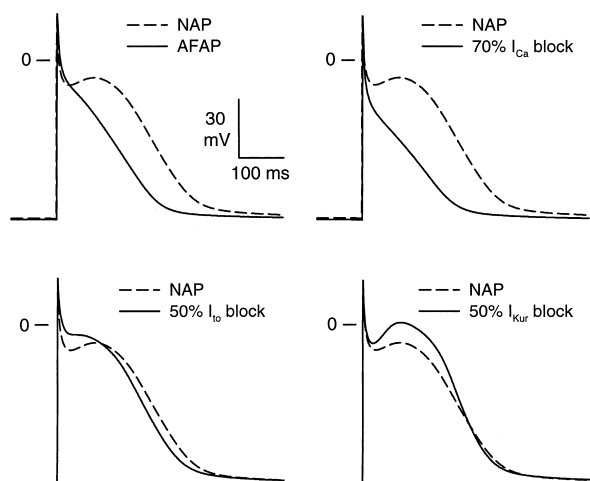 NAP
AFAP
0
30
mV
100 ms
NAP
70% I_Ca block
0
NAP
50% I_to block
0
NAP
50% I_Kur block
0